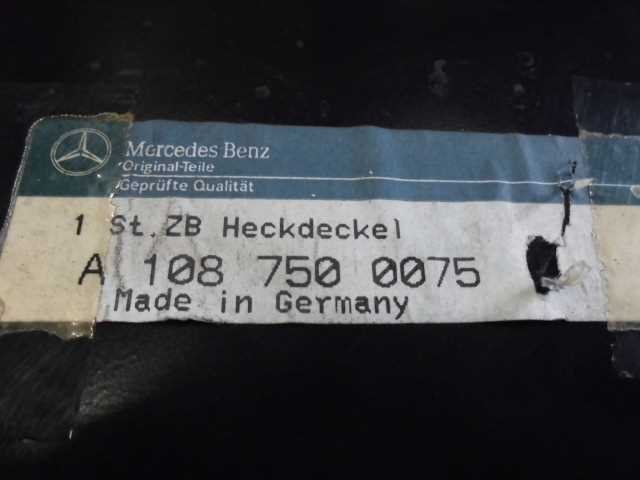 Mercedes Benz
Original-Teile
Geprüfte Qualität
1 St. ZB Heckdeckel
A 108 750 0075
Made in Germany